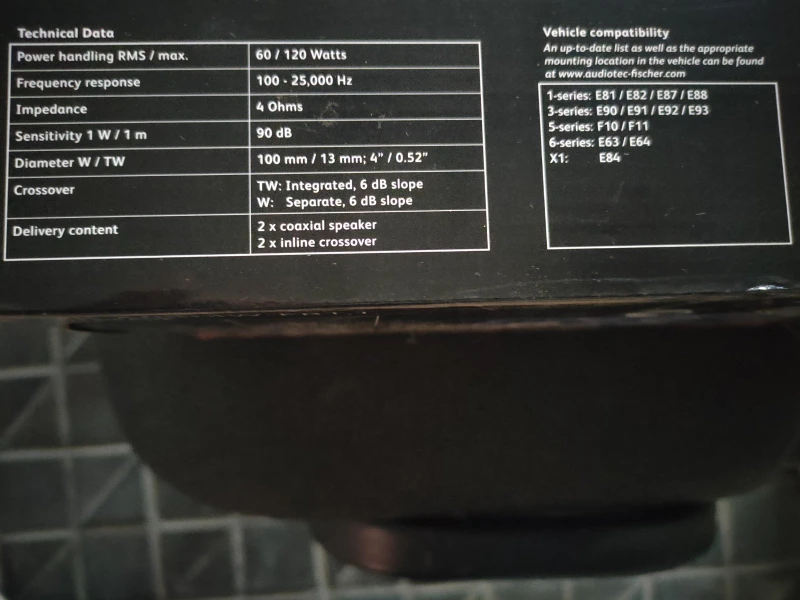 Technical Data
Power handling RMS / max. 60 / 120 Watts
Frequency response 100 - 25,000 Hz
Impedance 4 Ohms
Sensitivity 1 W / 1 m 90 dB
Diameter W / TW 100 mm / 13 mm; 4" / 0.52"
Crossover TW: Integrated, 6 dB slope
W: Separate, 6 dB slope
Delivery content 2 x coaxial speaker
2 x inline crossover
Vehicle compatibility
An up-to-date list as well as the appropriate
mounting location in the vehicle can be found
at www.audiotec-fischer.com
1-series: E81 / E82 / E87 / E88
3-series: E90 / E91 / E92 / E93
5-series: F10 / F11
6-series: E63 / E64
X1: E84